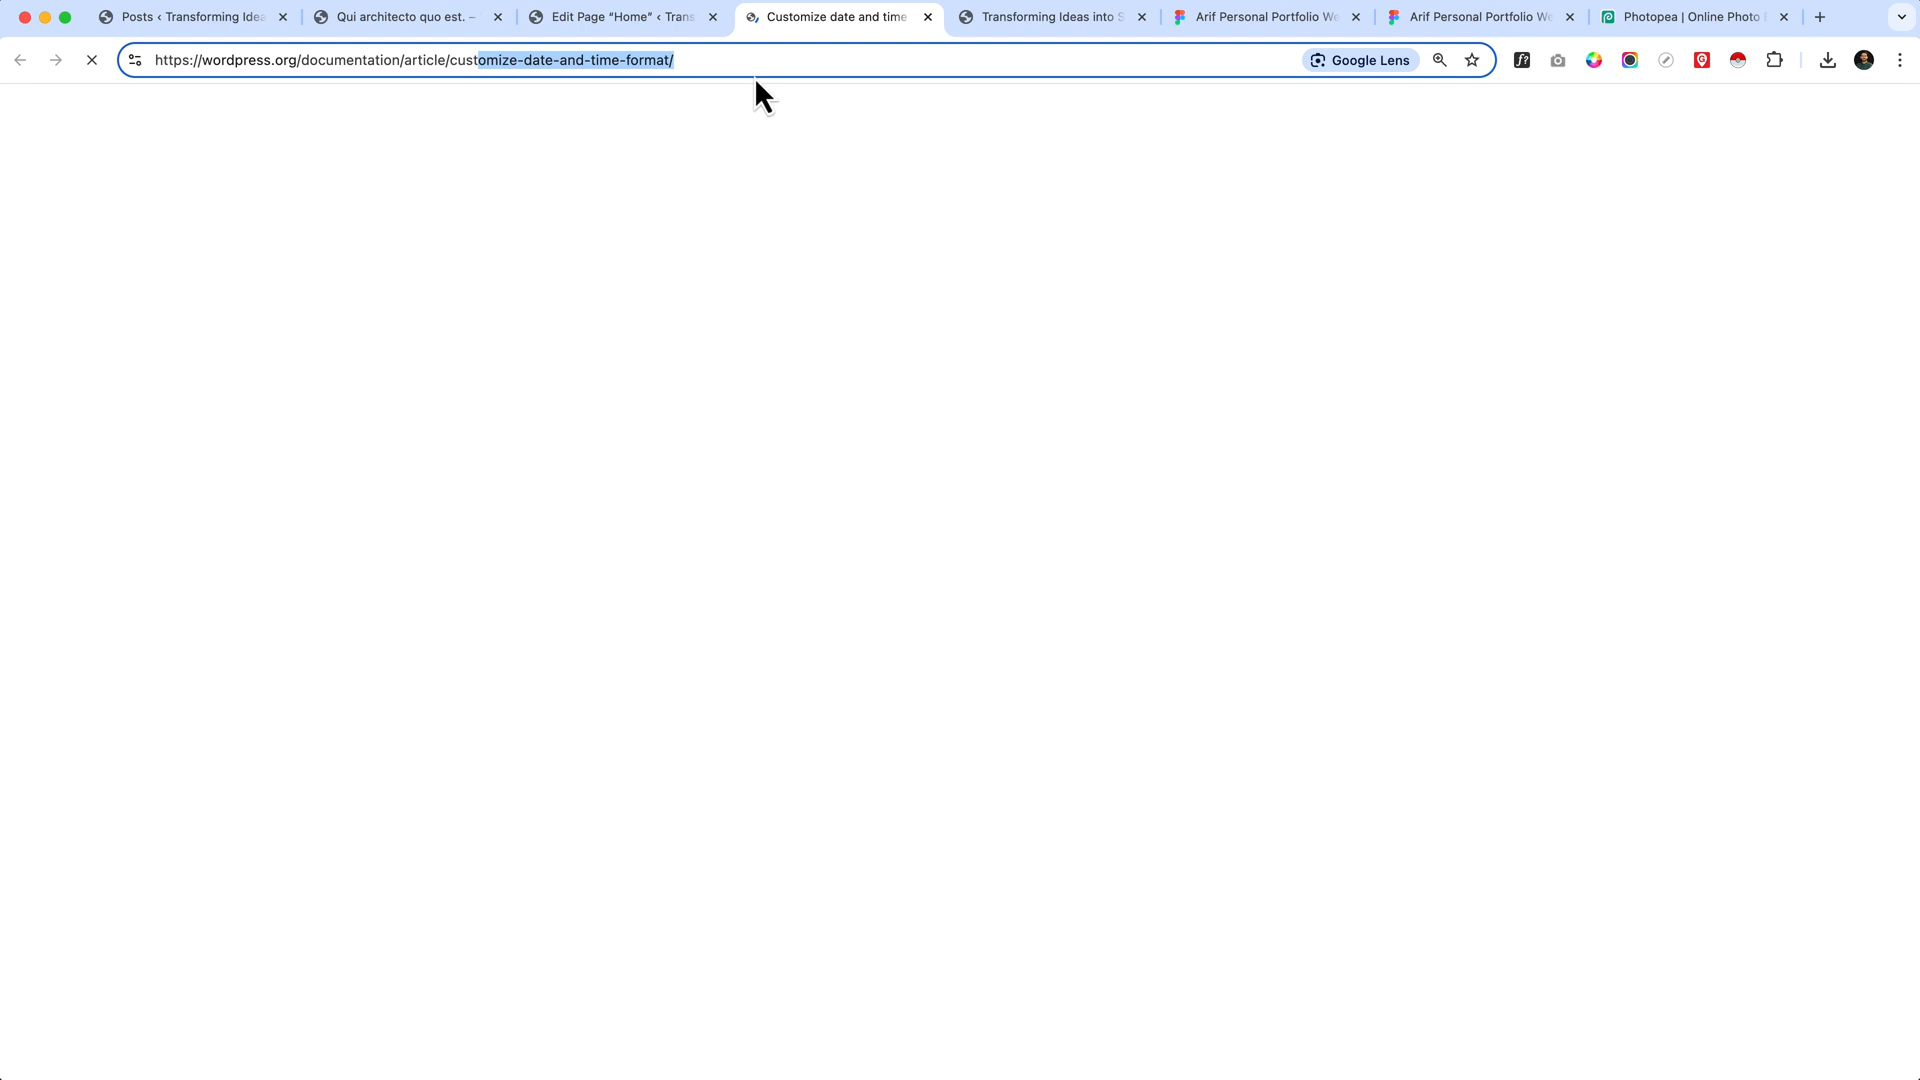 Posts ‹ Transforming Idea
Qui architecto quo est. –
Edit Page “Home” ‹ Trans
Customize date and time
Transforming Ideas into S
Arif Personal Portfolio We
Arif Personal Portfolio We
Photopea | Online Photo
https://wordpress.org/documentation/article/customize-date-and-time-format/
Google Lens
f?